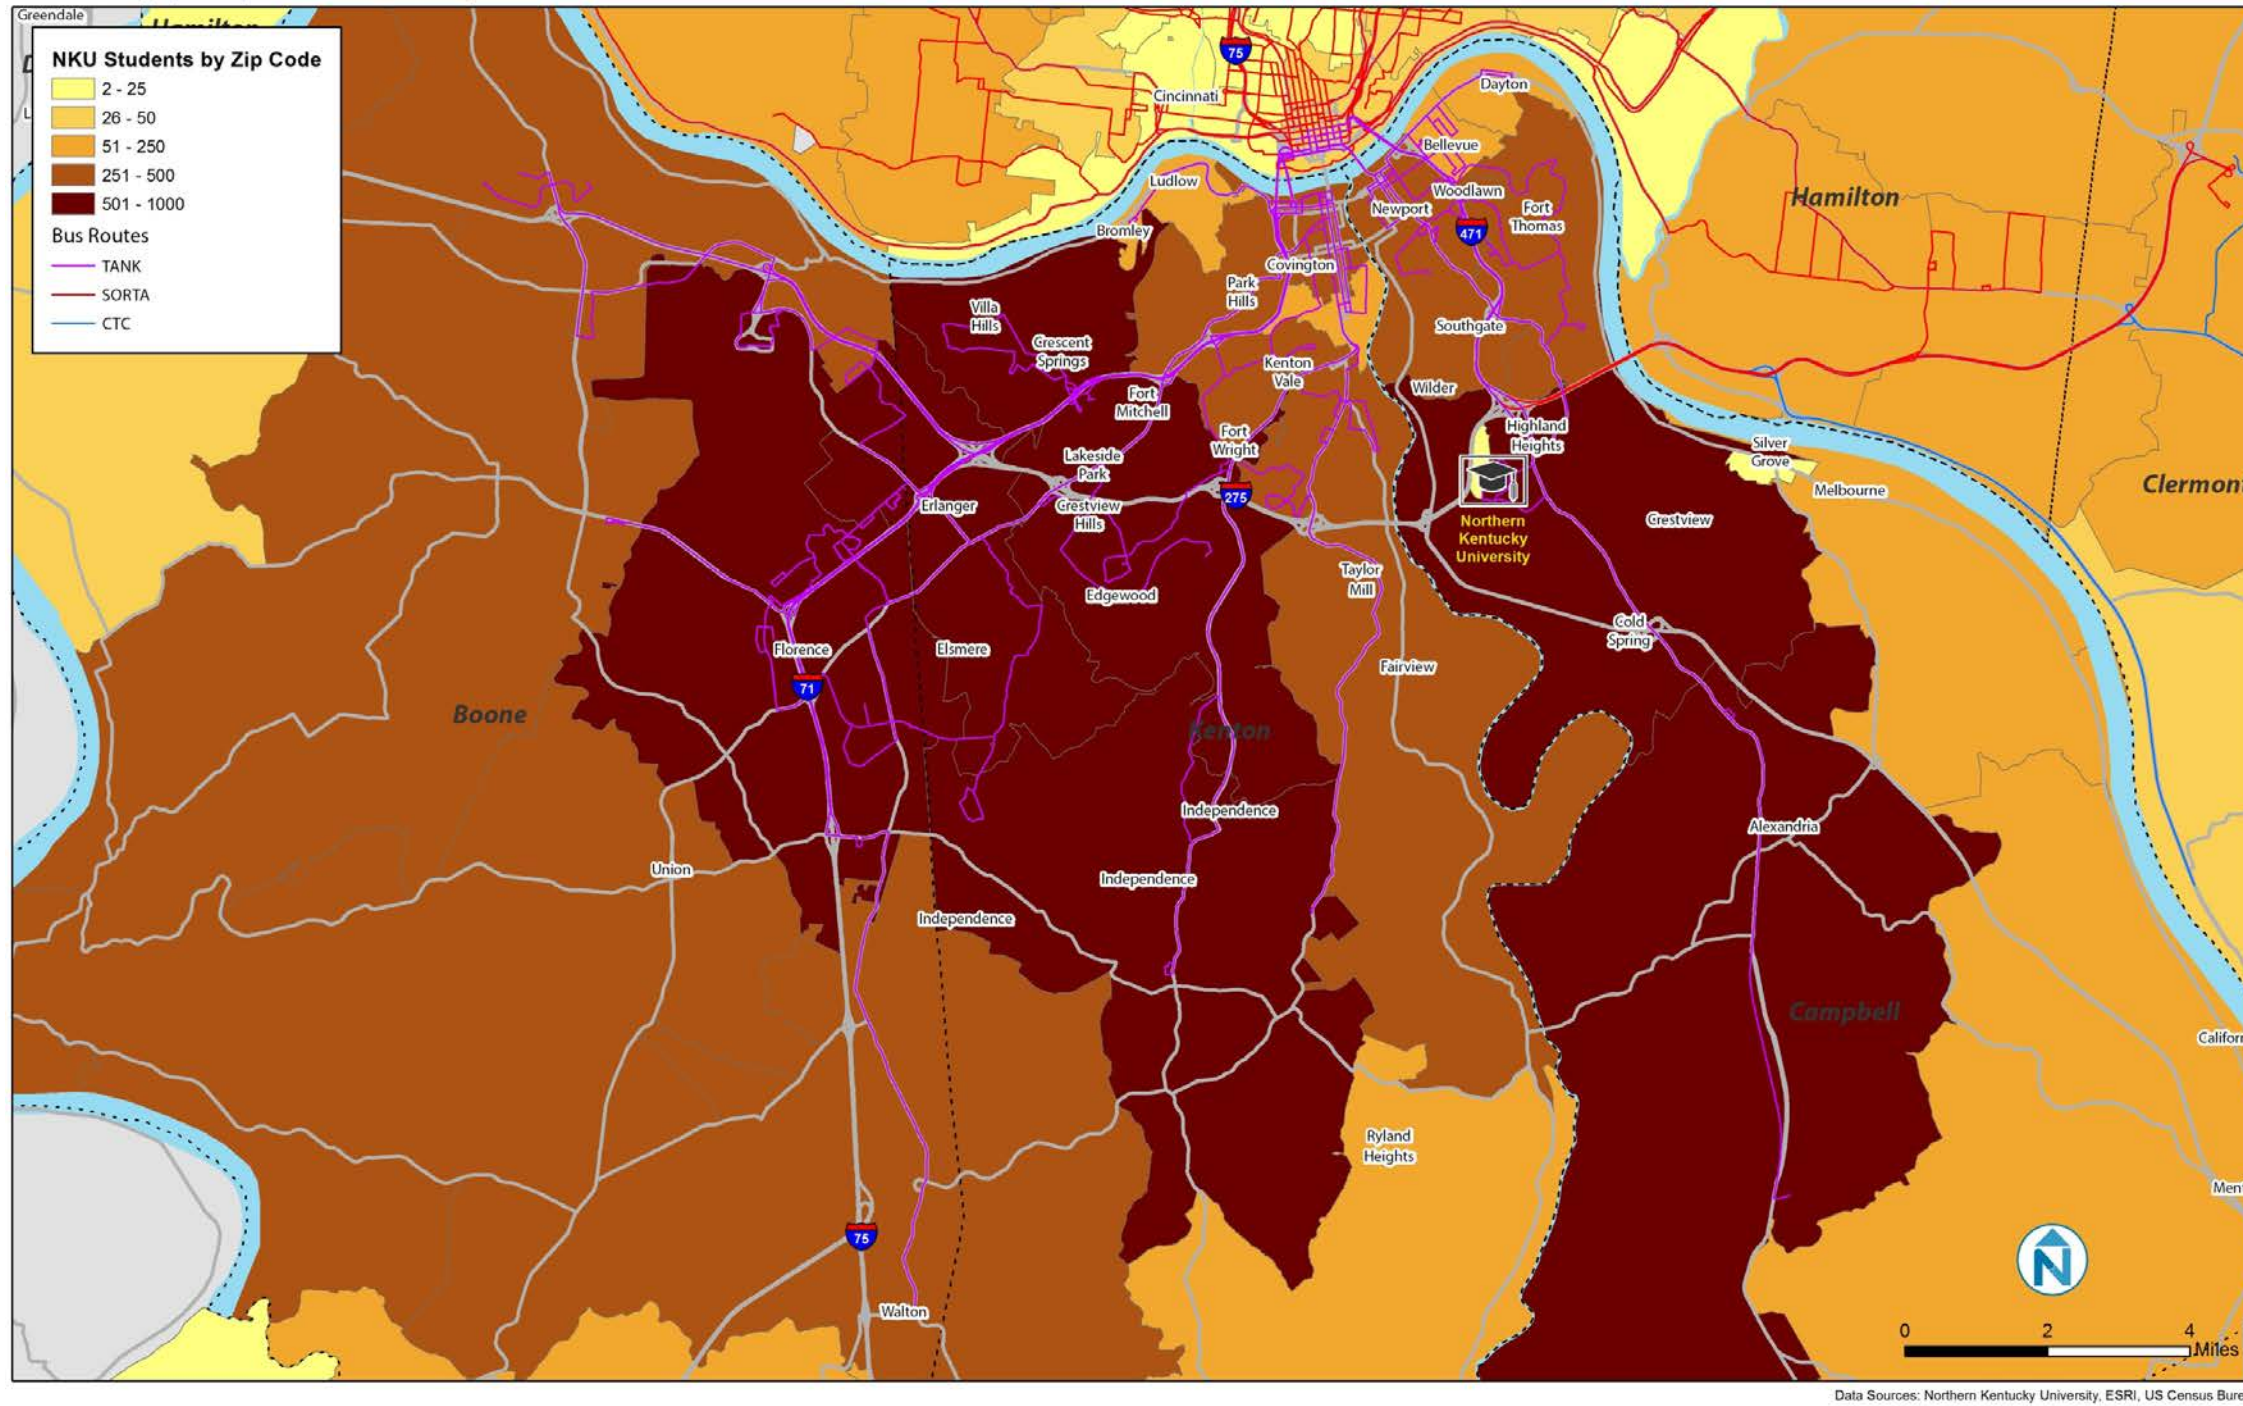 Greendale
Hamilton
NKU Students by Zip Code
2 - 25
26 - 50
51 - 250
251 - 500
501 - 1000
Bus Routes
TANK
SORTA
CTC
75
Cincinnati
Dayton
Bellevue
Ludlow
Woodlawn
Newport
Fort
Thomas
471
Hamilton
Bromley
Covington
Park
Hills
Villa
Hills
Crescent
Springs
Southgate
Kenton
Vale
Wilder
Fort
Mitchell
Highland
Heights
Fort
Wright
Lakeside
Park
Silver
Grove
Melbourne
Clermon
275
Erlanger
Crestview
Hills
Northern
Kentucky
University
Crestview
Taylor
Mill
Edgewood
Cold
Spring
Florence
Elsmere
Fairview
71
Boone
Kenton
Independence
Alexandria
Union
Independence
Independence
Campbell
Califor
Ryland
Heights
Men
75
Walton
N
0 2 4
Miles
Data Sources: Northern Kentucky University, ESRI, US Census Bure